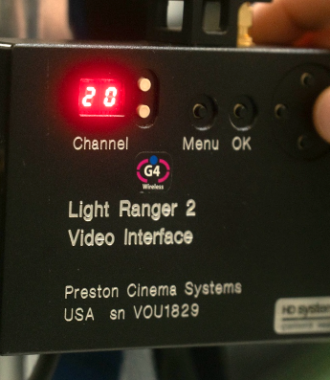 20
Channel Menu OK
G4
Wireless
Light Ranger 2
Video Interface
Preston Cinema Systems
USA sn VOU1829